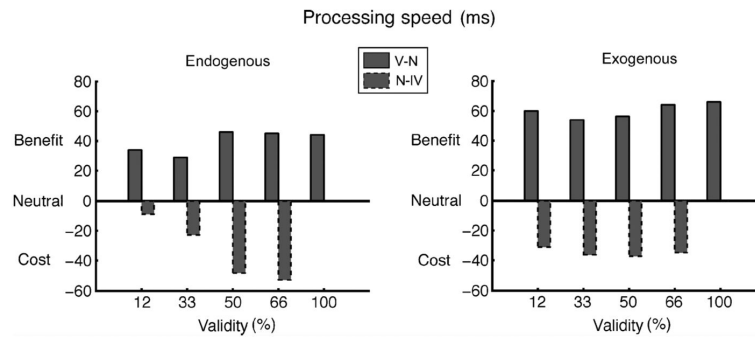 Processing speed (ms)
Endogenous
V-N
N-IV
Exogenous
80
60
Benefit 40
20
Neutral 0
−20
Cost −40
−60
12 33 50 66 100
Validity (%)
80
60
Benefit 40
20
Neutral 0
−20
Cost −40
−60
12 33 50 66 100
Validity (%)